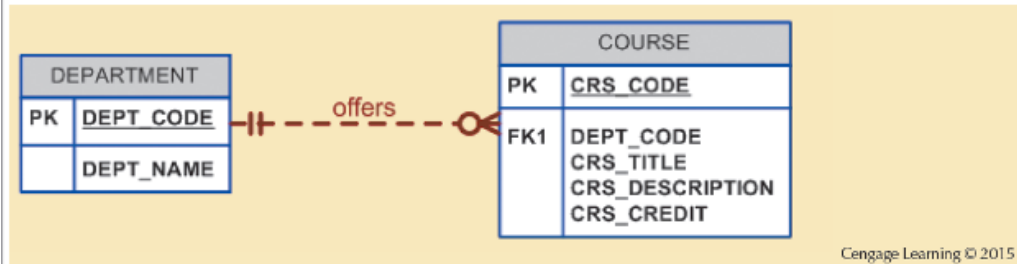 DEPARTMENT
PK DEPT_CODE
DEPT_NAME
offers
COURSE
PK CRS_CODE
FK1 DEPT_CODE
CRS_TITLE
CRS_DESCRIPTION
CRS_CREDIT
Cengage Learning © 2015